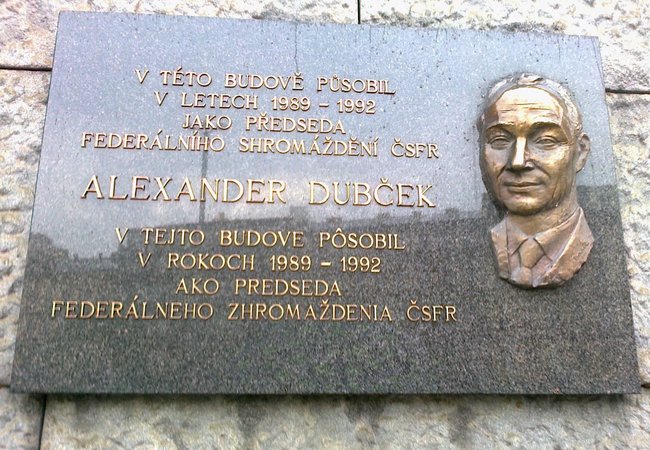 V TÉTO BUDOVĚ PŮSOBIL
V LETECH 1989 – 1992
JAKO PŘEDSEDA
FEDERÁLNÍHO SHROMÁŽDĚNÍ ČSFR
ALEXANDER DUBČEK
V TEJTO BUDOVE PÔSOBIL
V ROKOCH 1989 – 1992
AKO PREDSEDA
FEDERÁLNEHO ZHROMAŽDENIA ČSFR